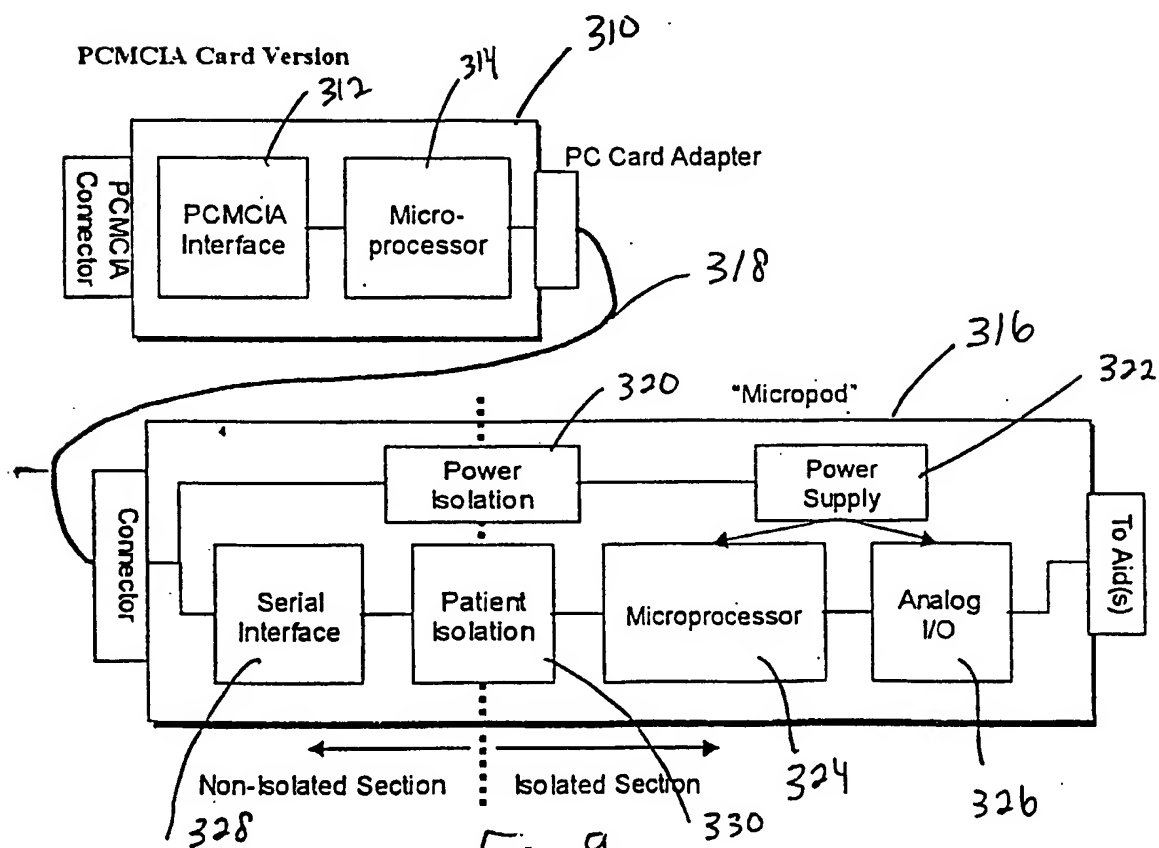 PCMCIA Card Version
310
314
312
PC Card Adapter
PCMCIA
Connector
PCMCIA
Interface
Micro-
processor
318
316
320
"Micropod"
322
Power
Isolation
Power
Supply
Connector
To Aid(s)
Serial
Interface
Patient
Isolation
Microprocessor
Analog
I/O
Non-Isolated Section
Isolated Section
324
326
328
330